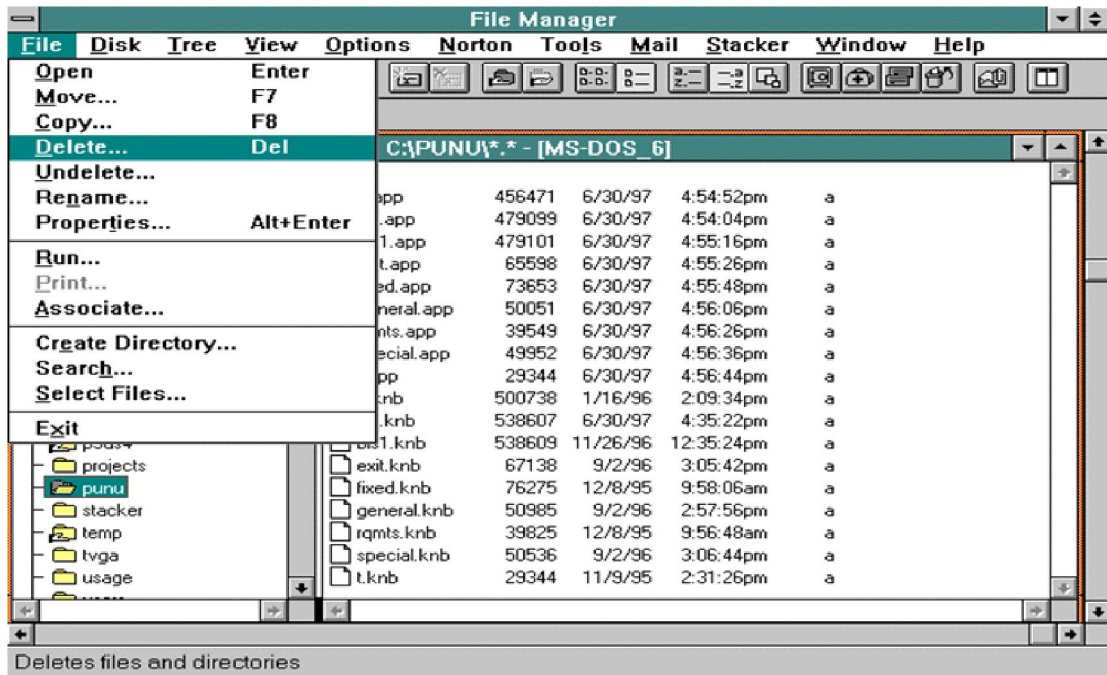 File Manager
File Disk Tree View Options Norton Tools Mail Stacker Window Help
Open Enter
Move... F7
Copy... F8
Delete... Del
Undelete...
Rename...
Properties... Alt+Enter
Run...
Print...
Associate...
Create Directory...
Search...
Select Files...
Exit
C:\PUNU\*.* - [MS-DOS_6]
456471 6/30/97 4:54:52pm a
.app 479099 6/30/97 4:54:04pm a
1.app 479101 6/30/97 4:55:16pm a
t.app 65598 6/30/97 4:55:26pm a
ed.app 73653 6/30/97 4:55:48pm a
neral.app 50051 6/30/97 4:56:06pm a
mts.app 39549 6/30/97 4:56:26pm a
ecial.app 49952 6/30/97 4:56:36pm a
pp 29344 6/30/97 4:56:44pm a
knb 500738 1/16/96 2:09:34pm a
.knb 538607 6/30/97 4:35:22pm a
538609 11/26/96 12:35:24pm a
exit.knb 67138 9/2/96 3:05:42pm a
fixed.knb 76275 12/8/95 9:58:06am a
general.knb 50985 9/2/96 2:57:56pm a
rqmts.knb 39825 12/8/95 9:56:48am a
special.knb 50536 9/2/96 3:06:44pm a
t.knb 29344 11/9/95 2:31:26pm a
projects
punu
stacker
temp
tvga
usage
Deletes files and directories